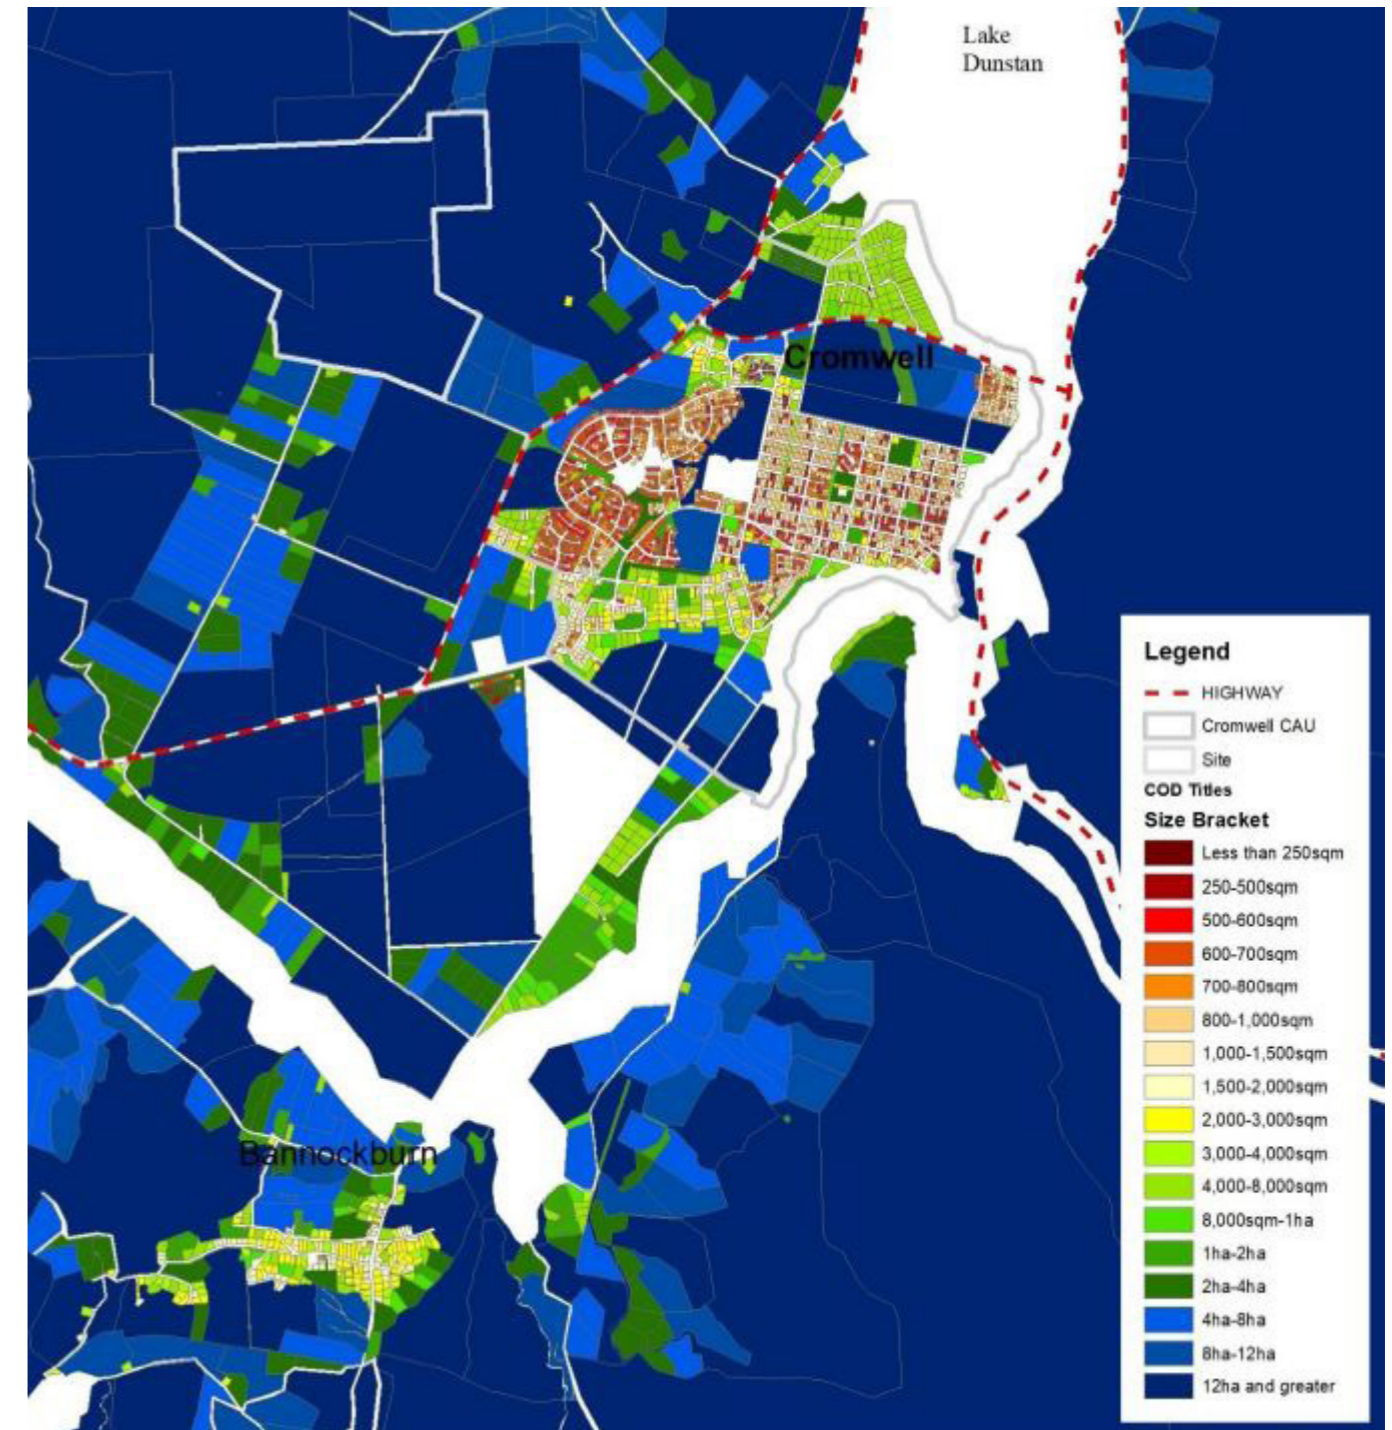 Lake
Dunstan
Cromwell
Bannockburn
Legend
HIGHWAY
Cromwell CAU
Site
COD Titles
Size Bracket
Less than 250sqm
250-500sqm
500-600sqm
600-700sqm
700-800sqm
800-1,000sqm
1,000-1,500sqm
1,500-2,000sqm
2,000-3,000sqm
3,000-4,000sqm
4,000-8,000sqm
8,000sqm-1ha
1ha-2ha
2ha-4ha
4ha-8ha
8ha-12ha
12ha and greater